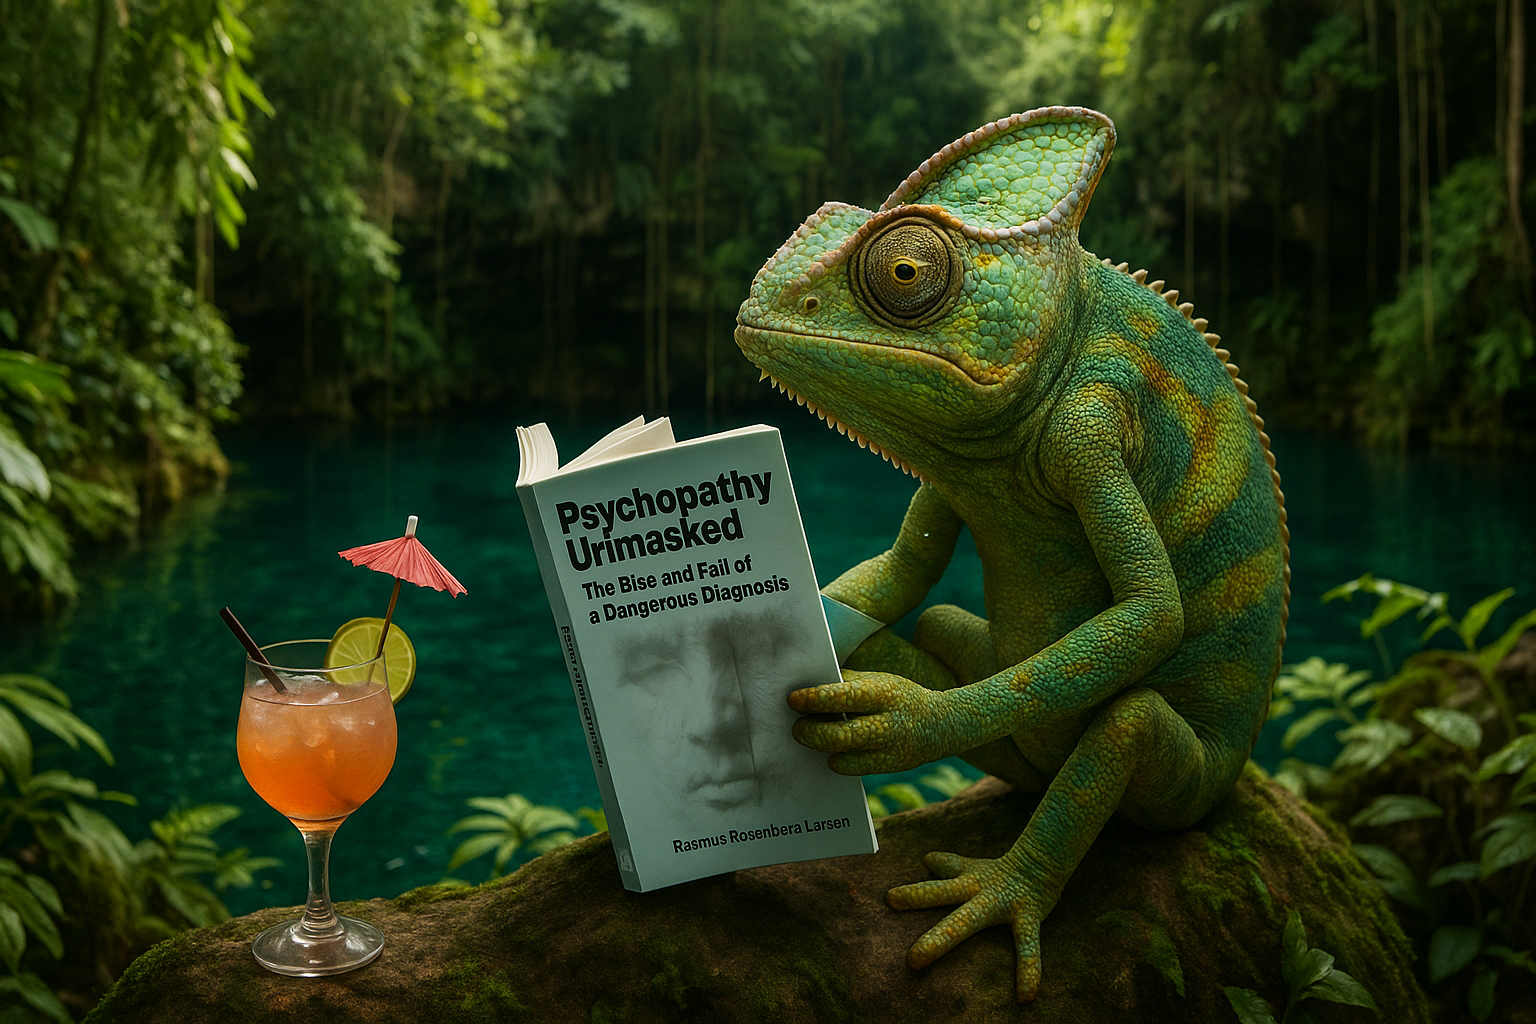 Psychopathy
Urimasked
The Bise and Fail of
a Dangerous Diagnosis
Rasmus Rosenbera Larsen